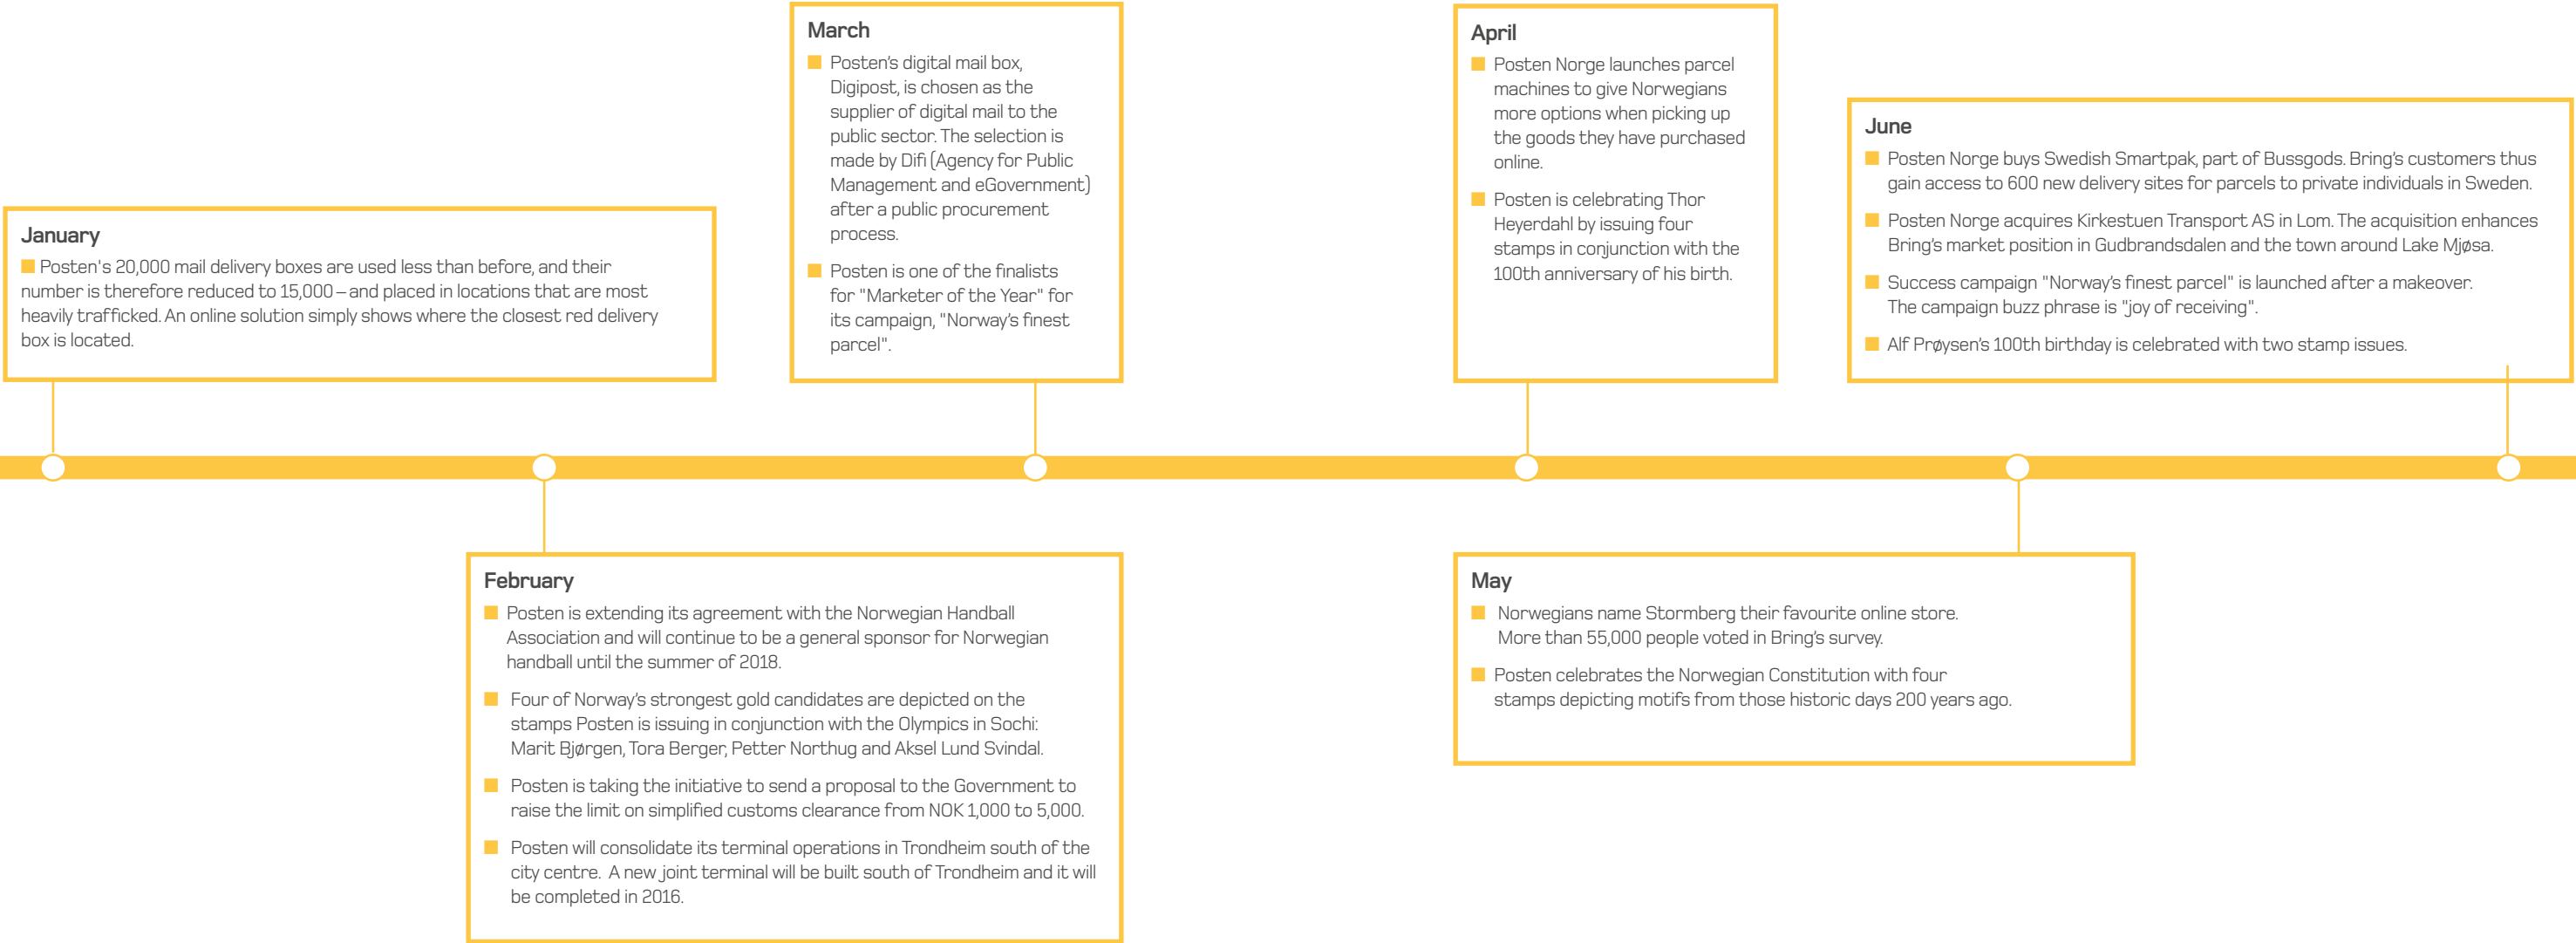 January
Posten's 20,000 mail delivery boxes are used less than before, and their
number is therefore reduced to 15,000 – and placed in locations that are most
heavily trafficked. An online solution simply shows where the closest red delivery
box is located.
February
Posten is extending its agreement with the Norwegian Handball
Association and will continue to be a general sponsor for Norwegian
handball until the summer of 2018.
Four of Norway's strongest gold candidates are depicted on the
stamps Posten is issuing in conjunction with the Olympics in Sochi:
Marit Bjørgen, Tora Berger, Petter Northug and Aksel Lund Svindal.
Posten is taking the initiative to send a proposal to the Government to
raise the limit on simplified customs clearance from NOK 1,000 to 5,000.
Posten will consolidate its terminal operations in Trondheim south of the
city centre. A new joint terminal will be built south of Trondheim and it will
be completed in 2016.
March
Posten's digital mail box,
Digipost, is chosen as the
supplier of digital mail to the
public sector. The selection is
made by Difi (Agency for Public
Management and eGovernment)
after a public procurement
process.
Posten is one of the finalists
for "Marketer of the Year" for
its campaign, "Norway's finest
parcel".
April
Posten Norge launches parcel
machines to give Norwegians
more options when picking up
the goods they have purchased
online.
Posten is celebrating Thor
Heyerdahl by issuing four
stamps in conjunction with the
100th anniversary of his birth.
May
Norwegians name Stormberg their favourite online store.
More than 55,000 people voted in Bring's survey.
Posten celebrates the Norwegian Constitution with four
stamps depicting motifs from those historic days 200 years ago.
June
Posten Norge buys Swedish Smartpak, part of Bussgods. Bring's customers thus
gain access to 600 new delivery sites for parcels to private individuals in Sweden.
Posten Norge acquires Kirkestuen Transport AS in Lom. The acquisition enhances
Bring's market position in Gudbrandsdalen and the town around Lake Mjøsa.
Success campaign "Norway's finest parcel" is launched after a makeover.
The campaign buzz phrase is "joy of receiving".
Alf Prøysen's 100th birthday is celebrated with two stamp issues.